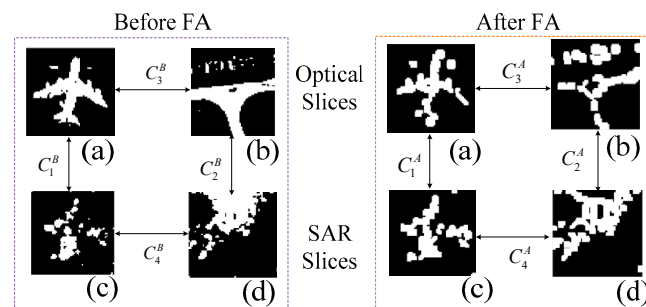 Before FA
After FA
Optical
Slices
SAR
Slices
C_3^B
C_1^B
C_2^B
C_4^B
(a)
(b)
(c)
(d)
C_3^A
C_1^A
C_2^A
C_4^A
(a)
(b)
(c)
(d)